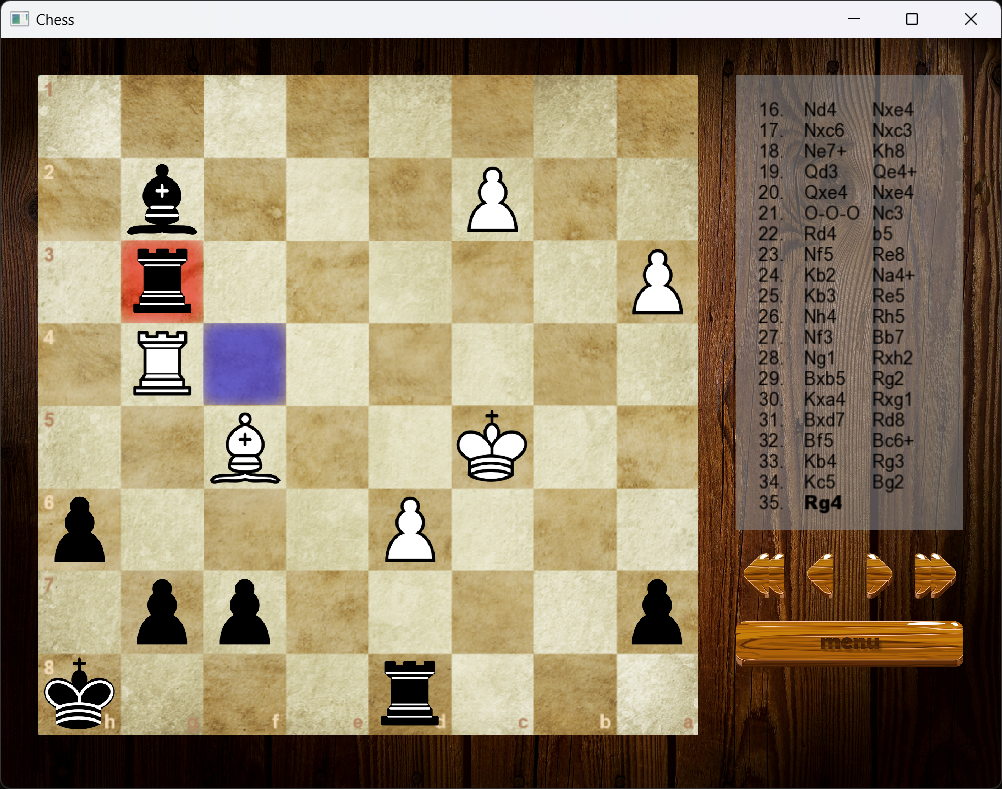 Chess
1
2
3
4
5
6
7
8
h g f e d c b a
16. Nd4 Nxe4
17. Nxc6 Nxc3
18. Ne7+ Kh8
19. Qd3 Qe4+
20. Qxe4 Nxe4
21. O-O-O Nc3
22. Rd4 b5
23. Nf5 Re8
24. Kb2 Na4+
25. Kb3 Re5
26. Nh4 Rh5
27. Nf3 Bb7
28. Ng1 Rxh2
29. Bxb5 Rg2
30. Kxa4 Rxg1
31. Bxd7 Rd8
32. Bf5 Bc6+
33. Kb4 Rg3
34. Kc5 Bg2
35. Rg4
menu